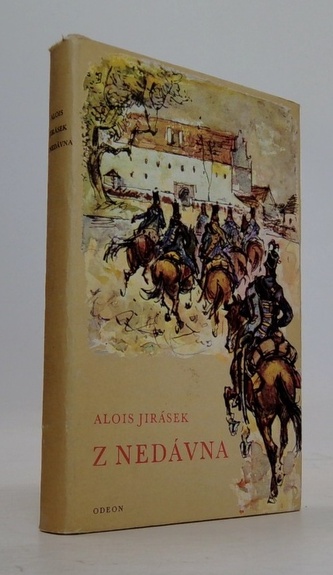 ALOIS
JIRÁSEK
Z NEDÁVNA
ALOIS JIRÁSEK
Z NEDÁVNA
ODEON